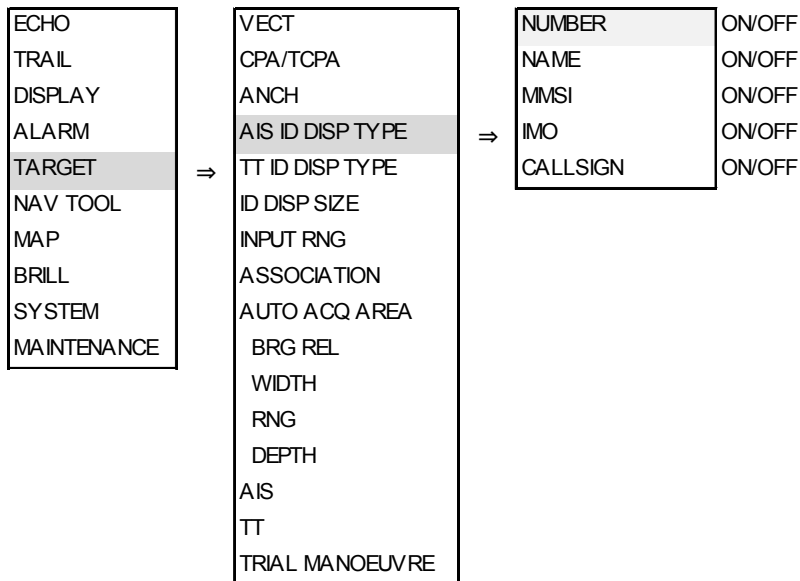 ECHO
TRAIL
DISPLAY
ALARM
TARGET
NAV TOOL
MAP
BRILL
SYSTEM
MAINTENANCE
⇒
VECT
CPA/TCPA
ANCH
AIS ID DISP TYPE
TT ID DISP TYPE
ID DISP SIZE
INPUT RNG
ASSOCIATION
AUTO ACQ AREA
BRG REL
WIDTH
RNG
DEPTH
AIS
TT
TRIAL MANOEUVRE
⇒
NUMBER ON/OFF
NAME ON/OFF
MMSI ON/OFF
IMO ON/OFF
CALLSIGN ON/OFF